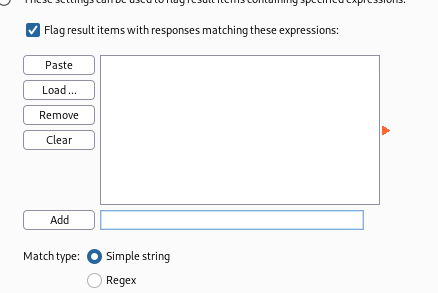 These settings can be used to flag result items containing specified expressions.
Flag result items with responses matching these expressions:
Paste
Load ...
Remove
Clear
Add
Match type:
Simple string
Regex